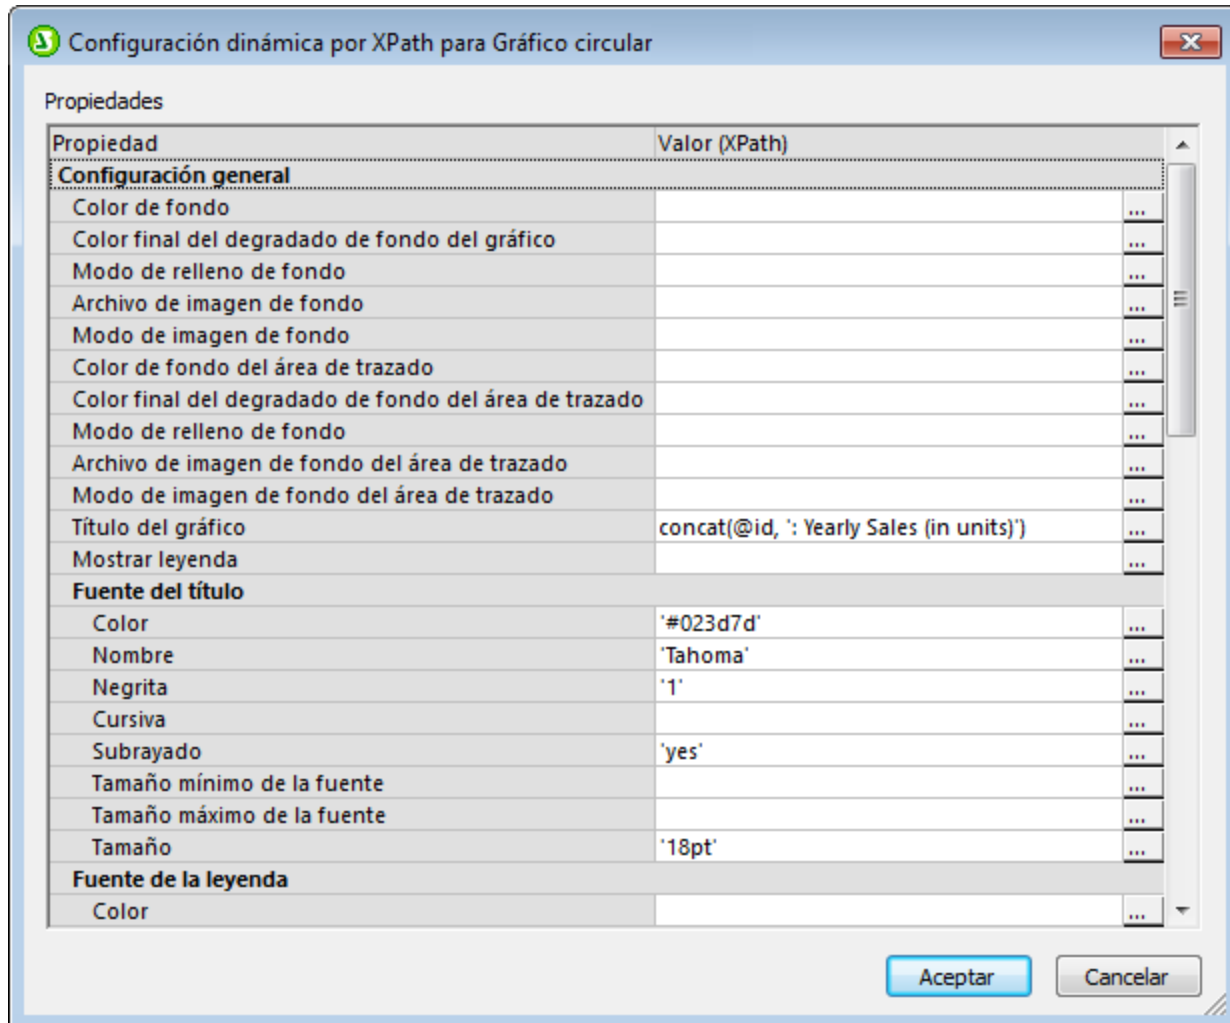 Configuración dinámica por XPath para Gráfico circular
Propiedades
Propiedad Valor (XPath)
Configuración general
Color de fondo ...
Color final del degradado de fondo del gráfico ...
Modo de relleno de fondo ...
Archivo de imagen de fondo ...
Modo de imagen de fondo ...
Color de fondo del área de trazado ...
Color final del degradado de fondo del área de trazado ...
Modo de relleno de fondo ...
Archivo de imagen de fondo del área de trazado ...
Modo de imagen de fondo del área de trazado ...
Título del gráfico concat(@id, ': Yearly Sales (in units)') ...
Mostrar leyenda ...
Fuente del título
Color '#023d7d' ...
Nombre 'Tahoma' ...
Negrita '1' ...
Cursiva ...
Subrayado 'yes' ...
Tamaño mínimo de la fuente ...
Tamaño máximo de la fuente ...
Tamaño '18pt' ...
Fuente de la leyenda
Color ...
Aceptar Cancelar